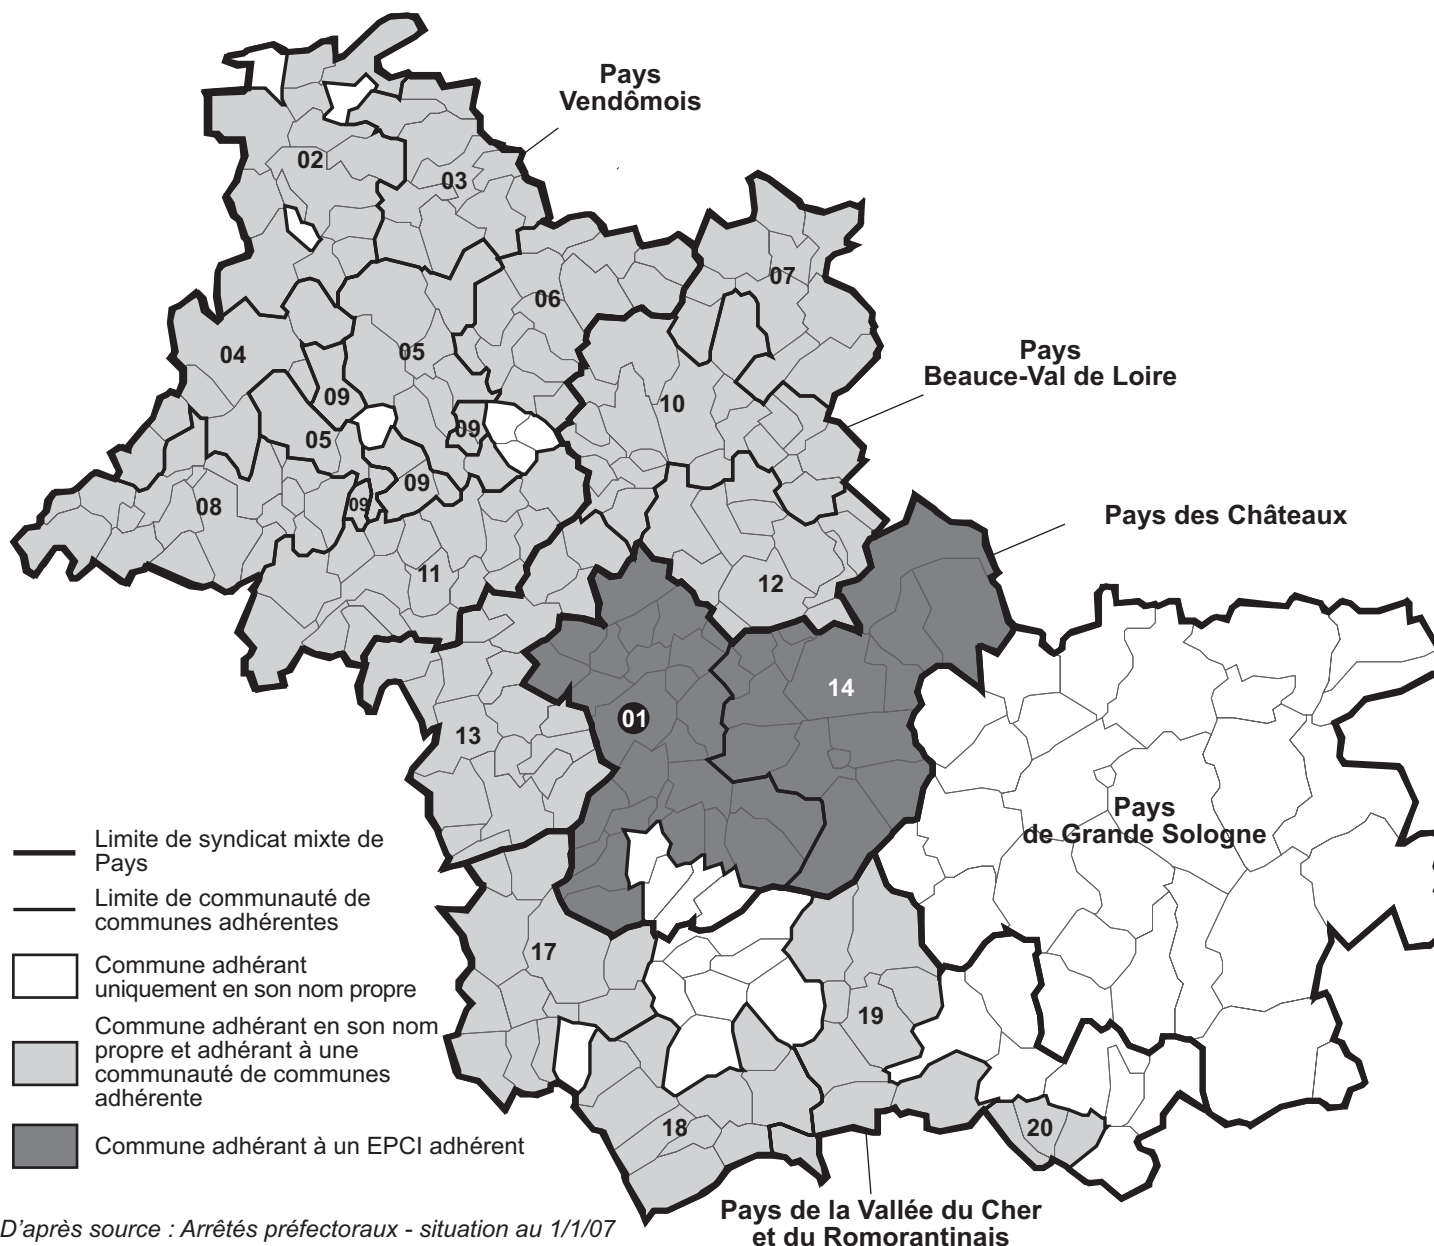 Pays
Vendômois
02
03
07
06
04
05
Pays
Beauce-Val de Loire
09
10
09
05
09
08
09
Pays des Châteaux
11
12
14
01
13
Pays
de Grande Sologne
Limite de syndicat mixte de
Pays
Limite de communauté de
communes adhérentes
Commune adhérant
uniquement en son nom propre
17
Commune adhérant en son nom
propre et adhérant à une
communauté de communes
adhérente
19
18
20
Commune adhérant à un EPCI adhérent
Pays de la Vallée du Cher
et du Romorantinais
D'après source : Arrêtés préfectoraux - situation au 1/1/07